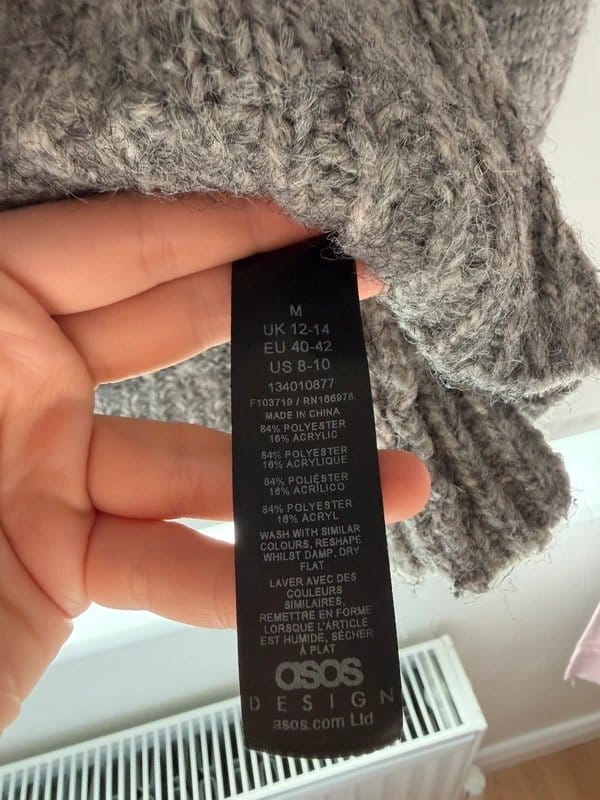 M
UK 12-14
EU 40-42
US 8-10
134010877
F103719 / RN166978
MADE IN CHINA
84% POLYESTER
16% ACRYLIC
84% POLYESTER
16% ACRYLIQUE
84% POLIÉSTER
16% ACRÍLICO
84% POLYESTER
16% ACRYL
WASH WITH SIMILAR
COLOURS, RESHAPE
WHILST DAMP, DRY
FLAT
LAVER AVEC DES
COULEURS
SIMILAIRES,
REMETTRE EN FORME
LORSQUE L'ARTICLE
EST HUMIDE, SÉCHER
À PLAT
asos
DESIGN
asos.com Ltd